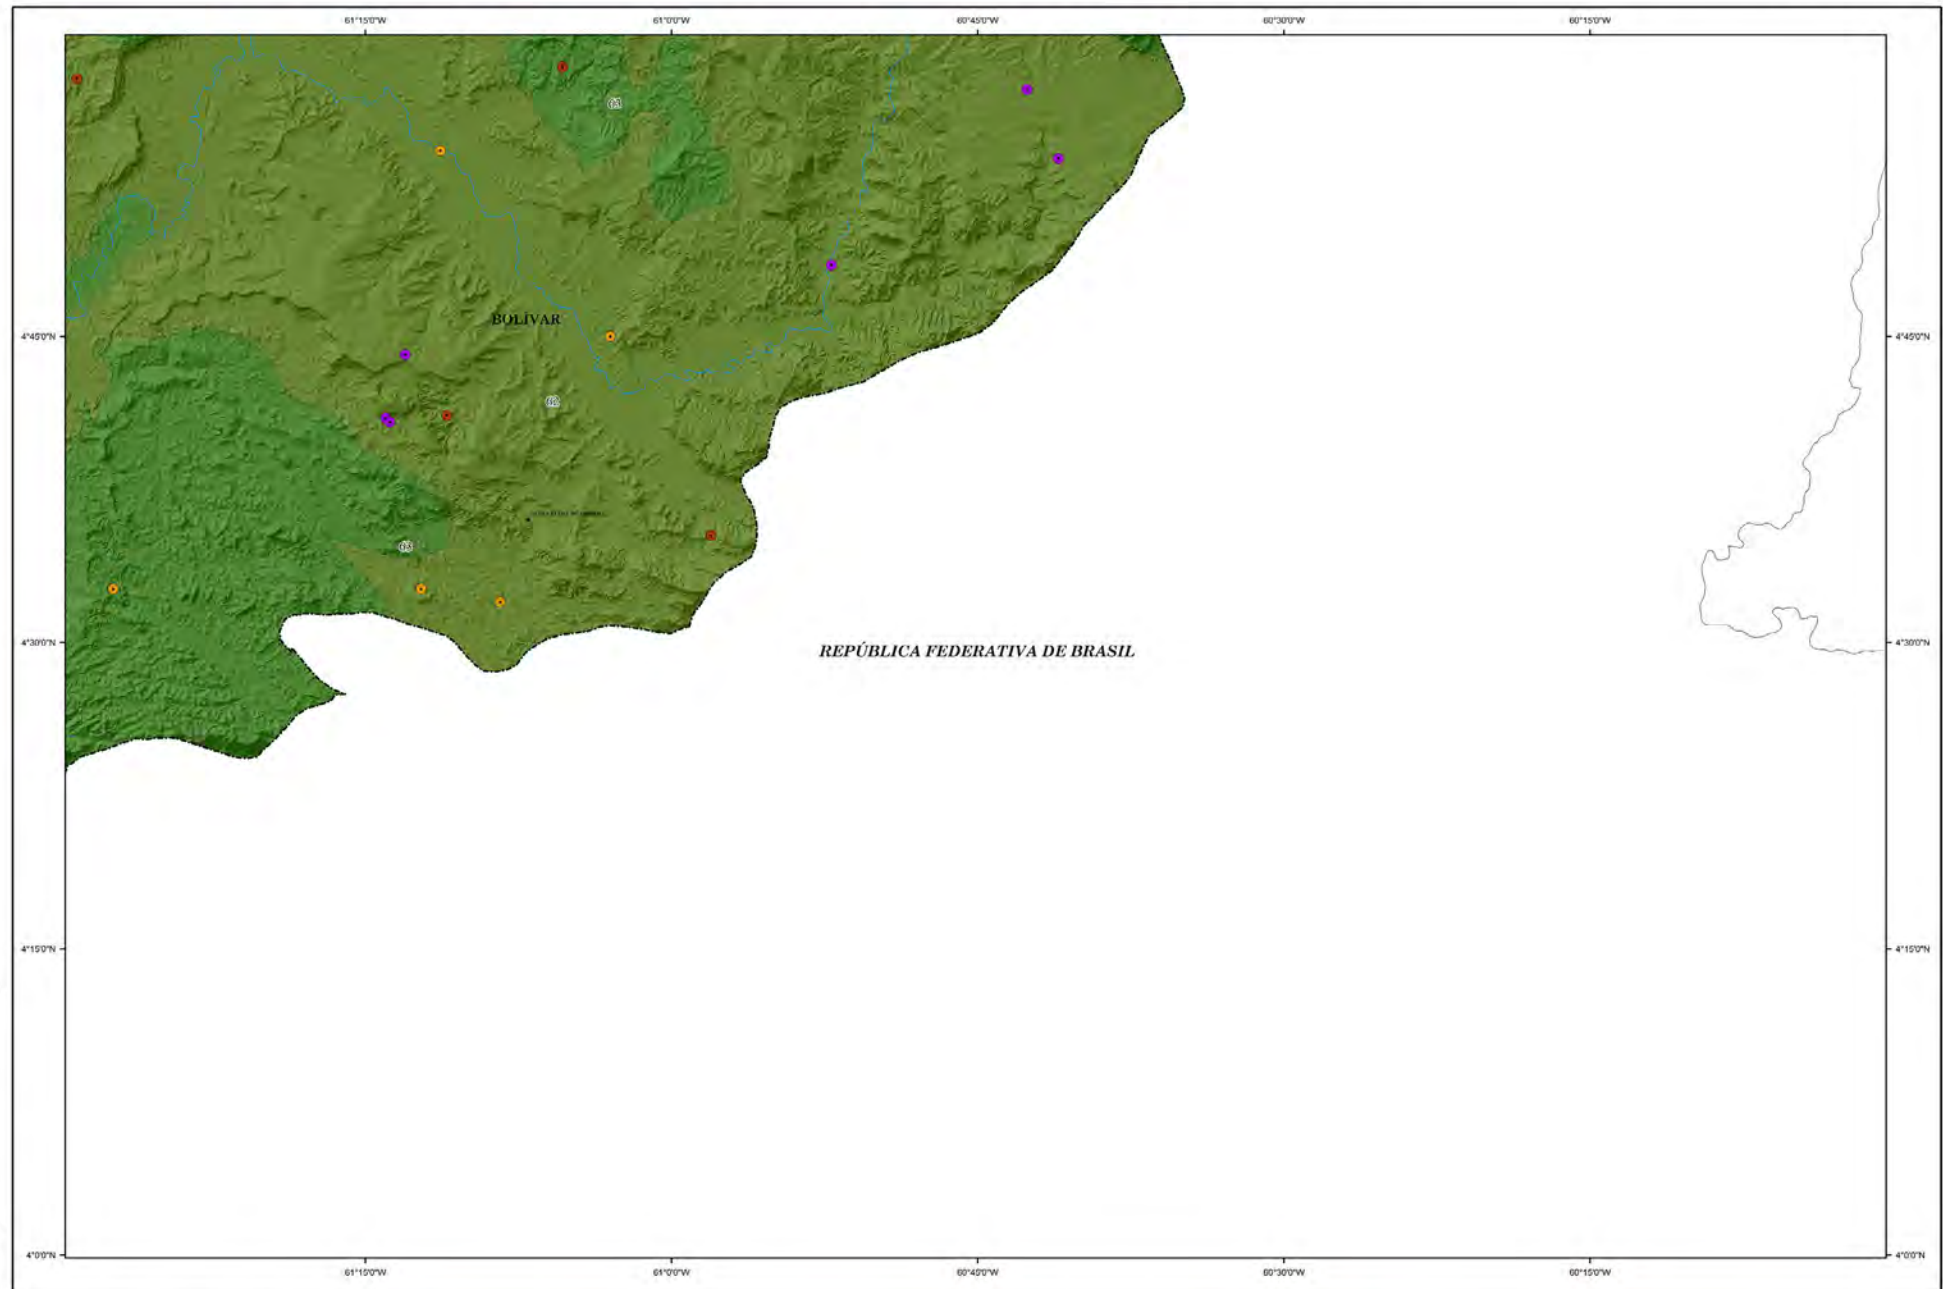 61°15'0"W 61°0'0"W 60°45'0"W 60°30'0"W 60°15'0"W
61
BOLÍVAR
4°45'0"N 4°45'0"N
62
63
4°30'0"N 4°30'0"N
REPÚBLICA FEDERATIVA DE BRASIL
4°15'0"N 4°15'0"N
4°0'0"N 4°0'0"N
61°15'0"W 61°0'0"W 60°45'0"W 60°30'0"W 60°15'0"W